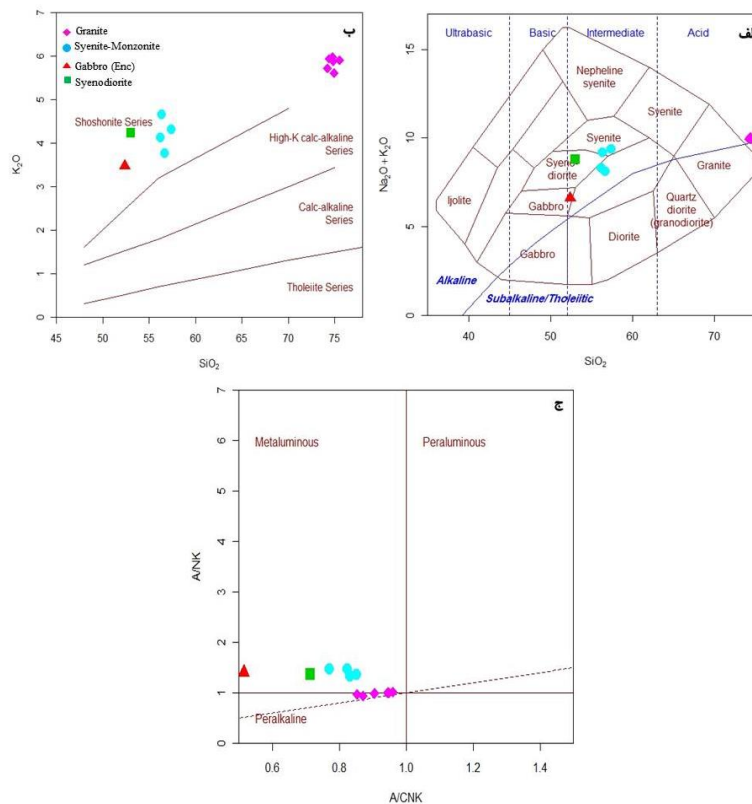 ب
Granite
Syenite-Monzonite
Gabbro (Enc)
Syenodiorite
Shoshonite Series
High-K calc-alkaline
Series
Calc-alkaline
Series
Tholeiite Series
K₂O
0 1 2 3 4 5 6 7
45 50 55 60 65 70 75
SiO₂
الف
Ultrabasic Basic Intermediate Acid
Nepheline
syenite
Syenite
Syenite
Syeno-
diorite
Granite
Ijolite
Gabbro
Quartz
diorite
(granodiorite)
Diorite
Gabbro
Alkaline
Subalkaline/Tholeiitic
Na₂O + K₂O
0 5 10 15
40 50 60 70
SiO₂
ج
Metaluminous Peraluminous
Peralkaline
A/NK
0 1 2 3 4 5 6 7
0.6 0.8 1.0 1.2 1.4
A/CNK